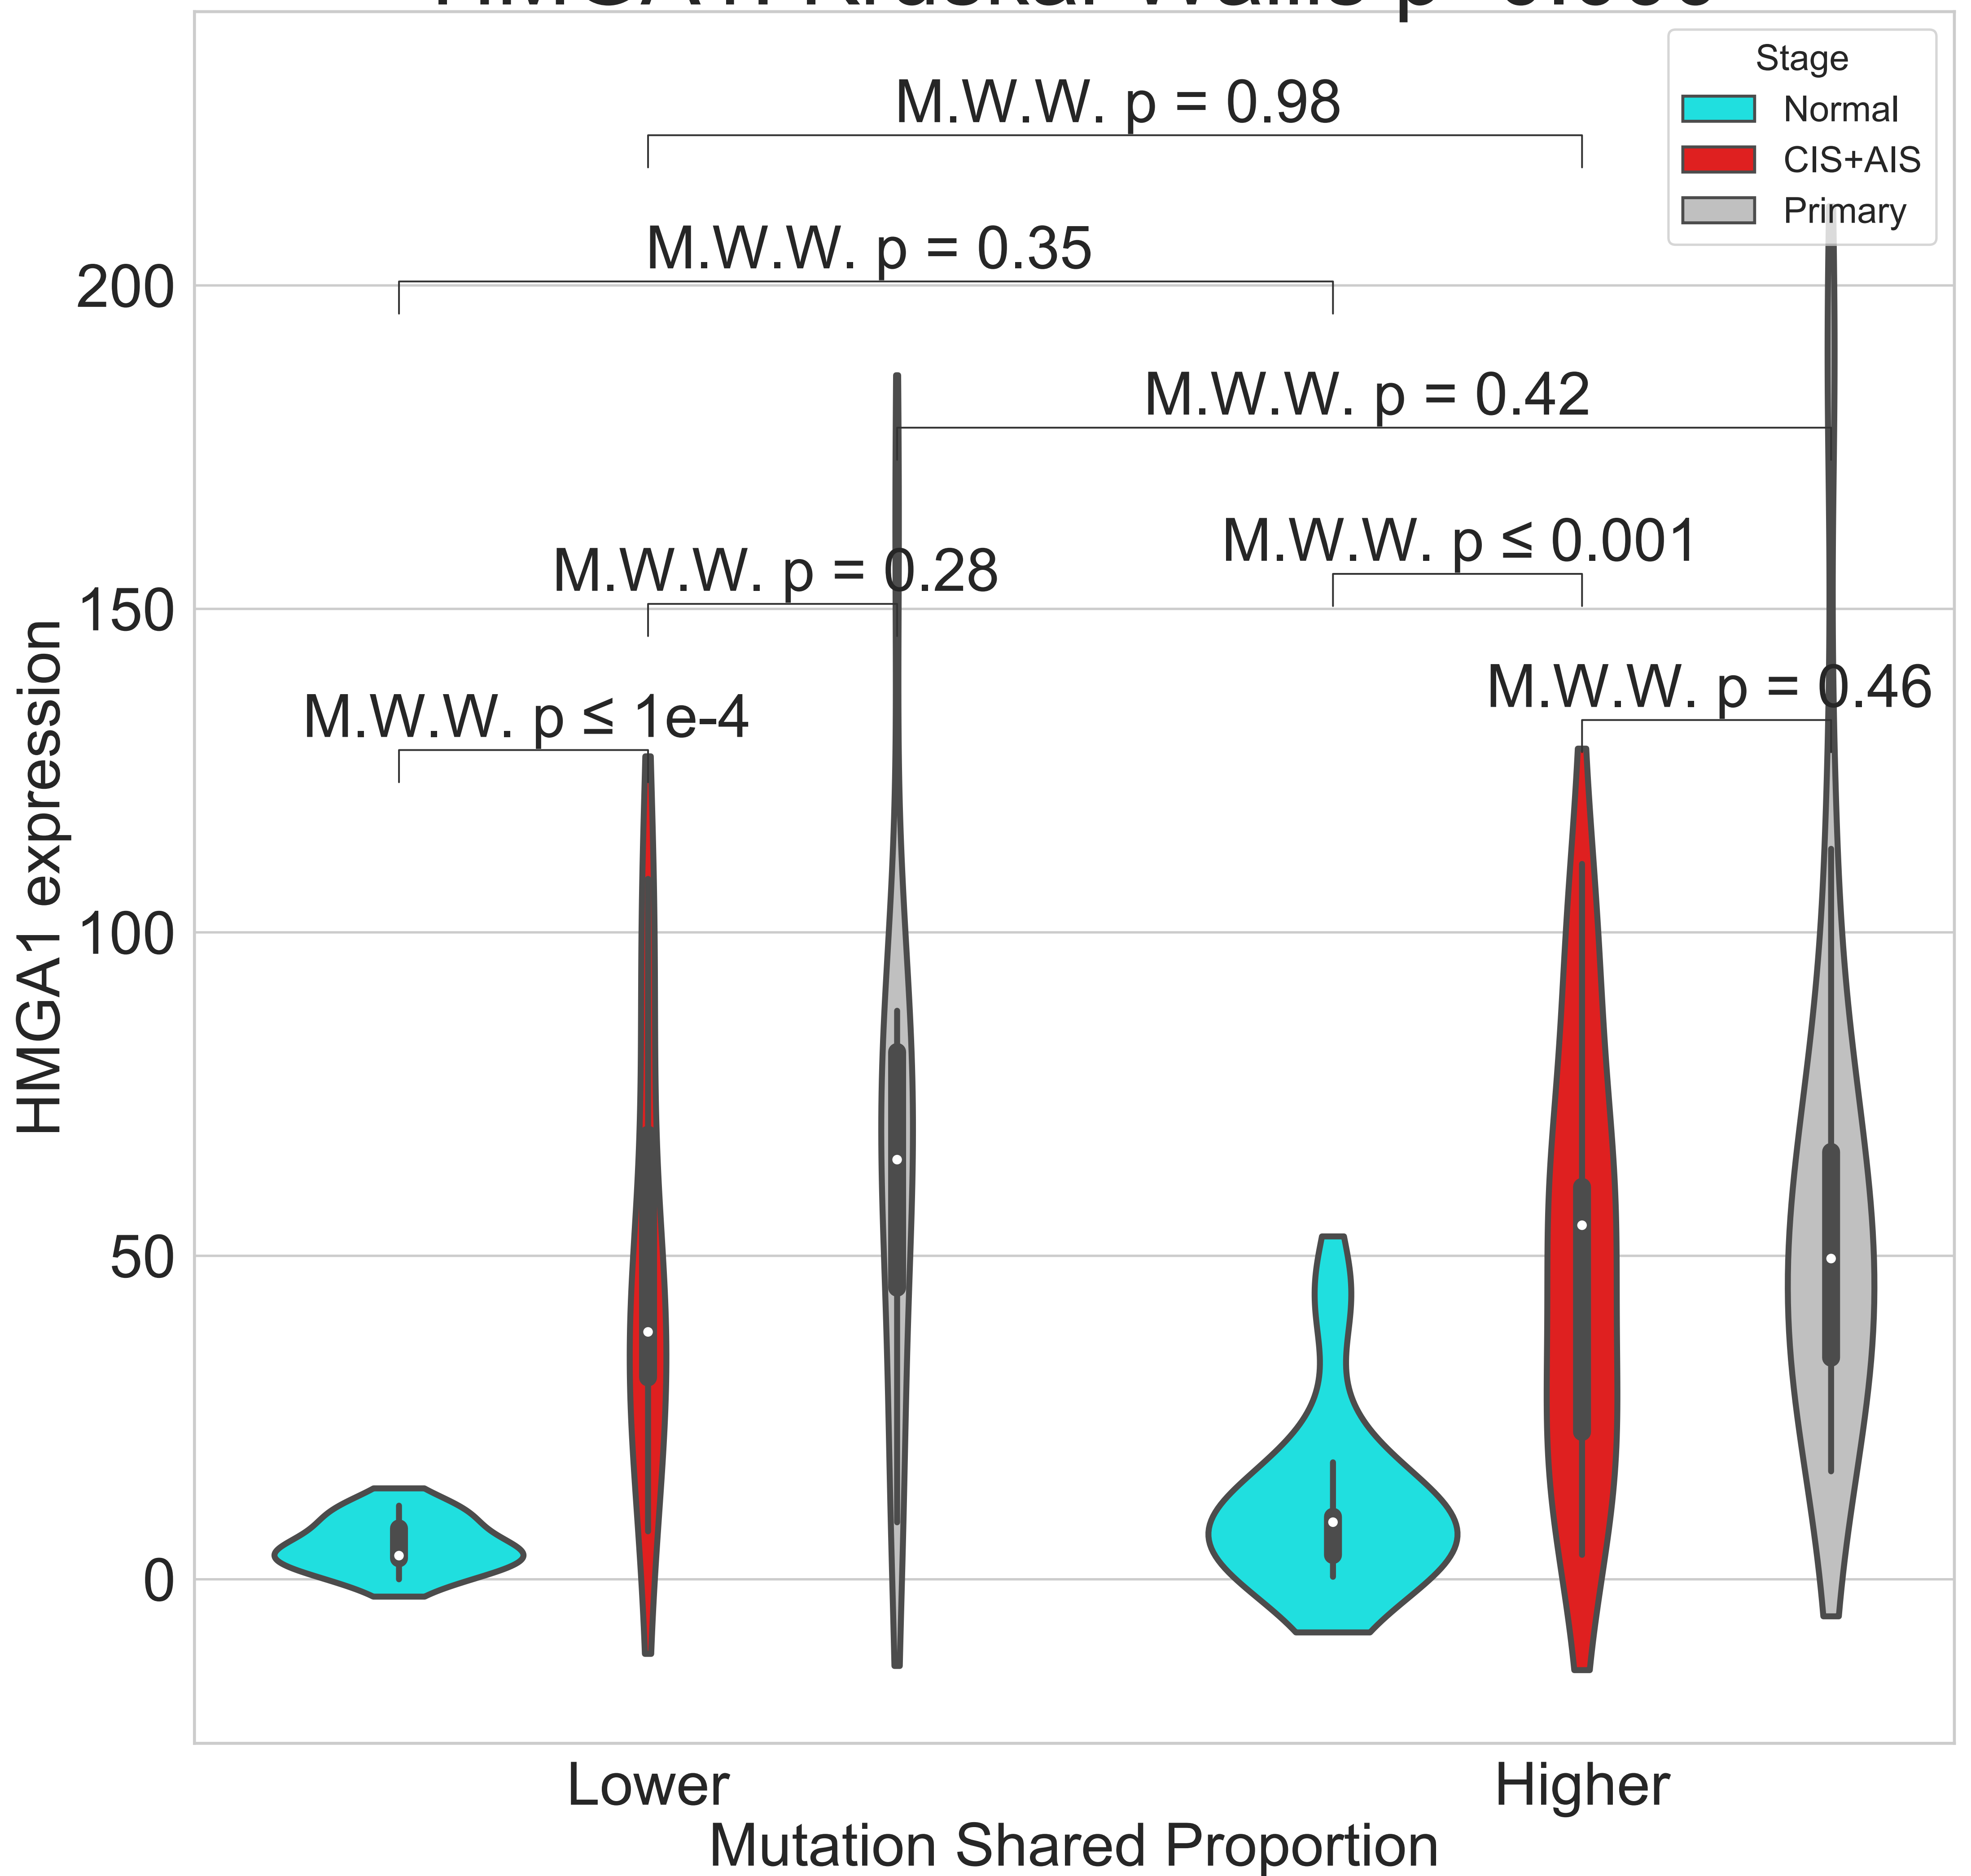 Stage
Normal
CIS+AIS
Primary
M.W.W. p = 0.98
M.W.W. p = 0.35
M.W.W. p = 0.42
M.W.W. p ≤ 0.001
M.W.W. p = 0.28
M.W.W. p = 0.46
M.W.W. p ≤ 1e-4
HMGA1 expression
200
150
100
50
0
Lower
Higher
Mutation Shared Proportion